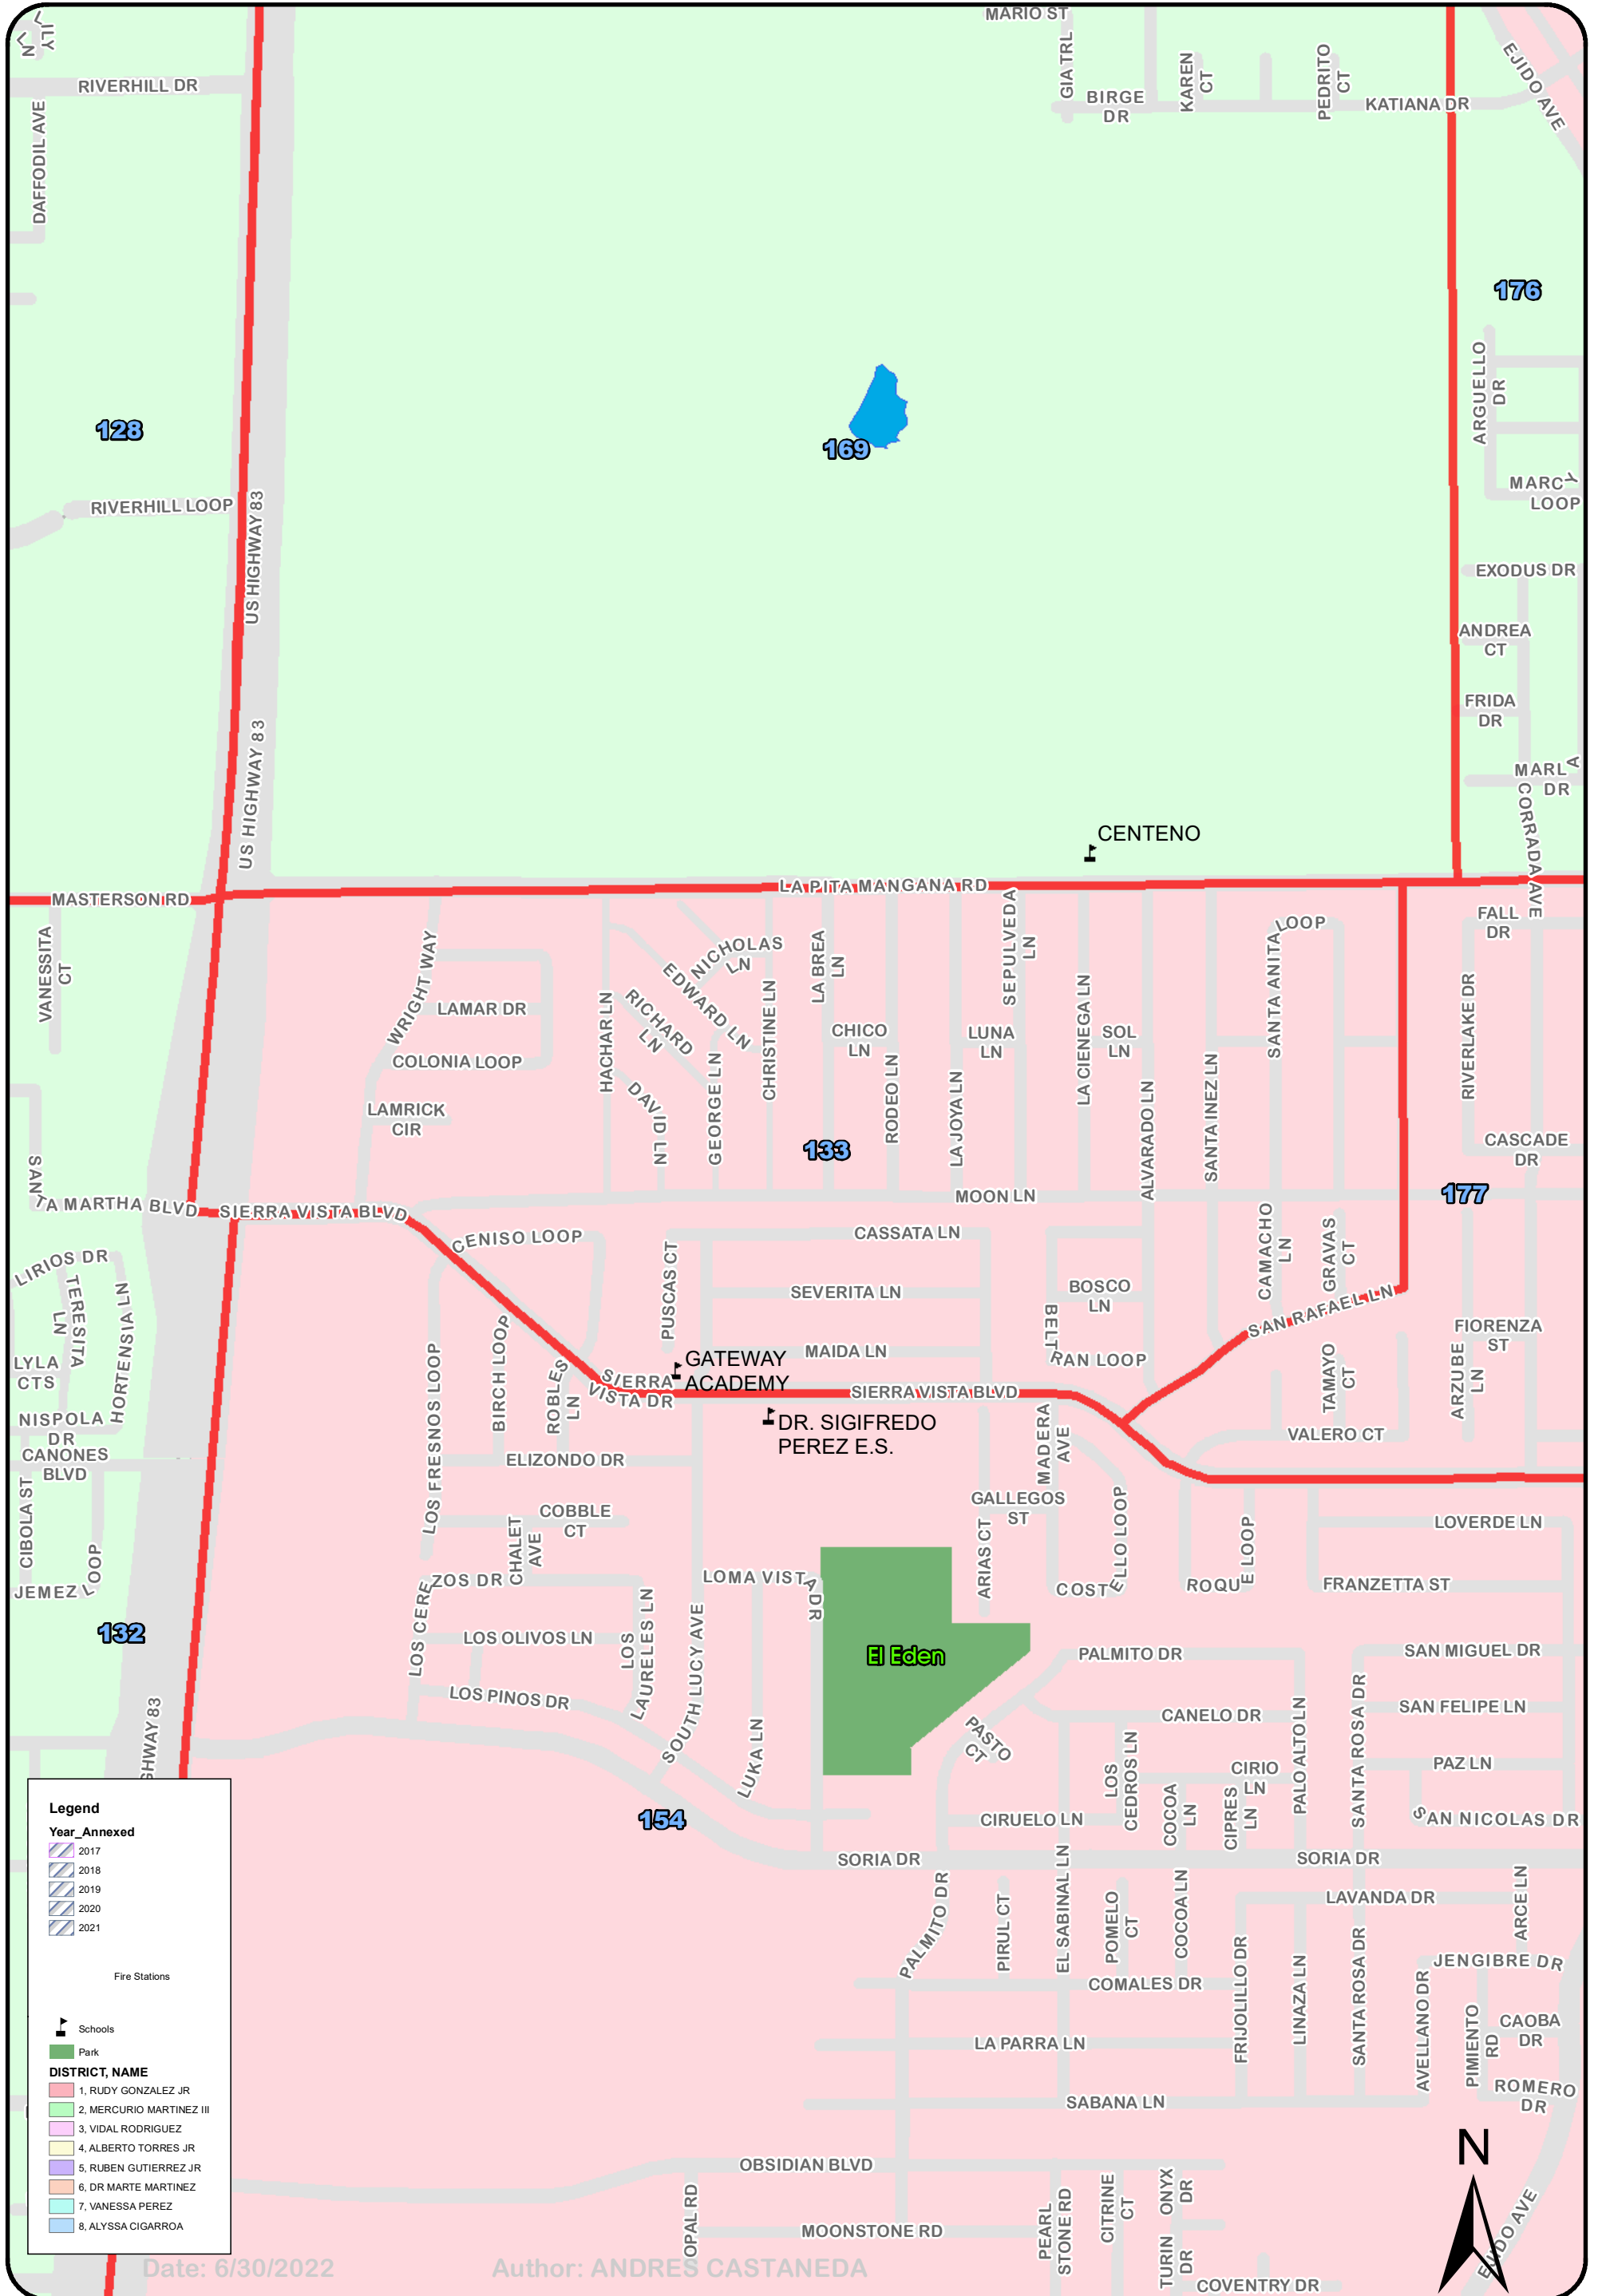 LILY
LN
RIVERHILL DR
DAFFODIL AVE
MARIO ST
GIA TRL
BIRGE
DR
KAREN
CT
PEDRITO
CT
KATIANA DR
EJIDO AVE
176
128
169
ARGUELLO
DR
MARCY
LOOP
RIVERHILL LOOP
US HIGHWAY 83
EXODUS DR
ANDREA
CT
FRIDA
DR
US HIGHWAY 83
MARLA
DR
CORRADA AVE
CENTENO
MASTERSON RD
LA PITA MANGANA RD
VANESSITA
CT
WRIGHT WAY
LAMAR DR
COLONIA LOOP
LAMRICK
CIR
HACHAR LN
NICHOLAS
LN
EDWARD LN
RICHARD
LN
DAVID LN
GEORGE LN
CHRISTINE LN
LA BREA
LN
CHICO
LN
RODEO LN
LA JOYA LN
LUNA
LN
SEPULVEDA
LN
LA CIENEGA LN
SOL
LN
ALVARADO LN
SANTA INEZ LN
SANTA ANITA
LOOP
FALL
DR
RIVERLAKE DR
CASCADE
DR
133
177
SANTA MARTHA BLVD
SIERRA VISTA BLVD
MOON LN
CENISO LOOP
CASSATA LN
PUSCAS CT
SEVERITA LN
MAIDA LN
BELTRAN LOOP
BOSCO
LN
CAMACHO
LN
GRAVAS
CT
SAN RAFAEL LN
FIORENZA
ST
ARZUBE
LN
TAMAYO
CT
VALERO CT
LIRIOS DR
TERESITA
LN
HORTENSIA LN
LYLA
CTS
NISPOLA
DR
CANONES
BLVD
CIBOLA ST
JEMEZ LOOP
LOS FRESNOS LOOP
BIRCH LOOP
ROBLES
LN
SIERRA
VISTA DR
GATEWAY
ACADEMY
SIERRA VISTA BLVD
DR. SIGIFREDO
PEREZ E.S.
ELIZONDO DR
MADERA
AVE
GALLEGOS
ST
ARIAS CT
COSTELLO LOOP
ROQUE LOOP
LOVERDE LN
FRANZETTA ST
COBBLE
CT
CHALET
AVE
LOS CEREZOS DR
LOS OLIVOS LN
LOS
LAURELES LN
LOS PINOS DR
SOUTH LUCY AVE
LOMA VISTA DR
LUKA LN
El Eden
132
154
PALMITO DR
SAN MIGUEL DR
SAN FELIPE LN
CANELO DR
PASTO
CT
LOS
CEDROS LN
COCOA
LN
CIPRES
LN
CIRIO
LN
PALO ALTO LN
SANTA ROSA DR
PAZ LN
SAN NICOLAS DR
CIRUELO LN
SORIA DR
SORIA DR
PALMITO DR
PIRUL CT
EL SABINAL LN
POMELO
CT
COCOA LN
LAVANDA DR
ARCE LN
JENGIBRE DR
COMALES DR
LA PARRA LN
SABANA LN
FRIJOLILLO DR
LINAZA LN
SANTA ROSA DR
AVELLANO DR
PIMIENTO
RD
CAOBA
DR
ROMERO
DR
OBSIDIAN BLVD
OPAL RD
MOONSTONE RD
PEARL
STONE RD
CITRINE
CT
ONYX
DR
TURIN
DR
COVENTRY DR
EJIDO AVE
N
GHWAY 83
Legend
Year_Annexed
2017
2018
2019
2020
2021
Fire Stations
Schools
Park
DISTRICT, NAME
1, RUDY GONZALEZ JR
2, MERCURIO MARTINEZ III
3, VIDAL RODRIGUEZ
4, ALBERTO TORRES JR
5, RUBEN GUTIERREZ JR
6, DR MARTE MARTINEZ
7, VANESSA PEREZ
8, ALYSSA CIGARROA
Date: 6/30/2022
Author: ANDRES CASTANEDA